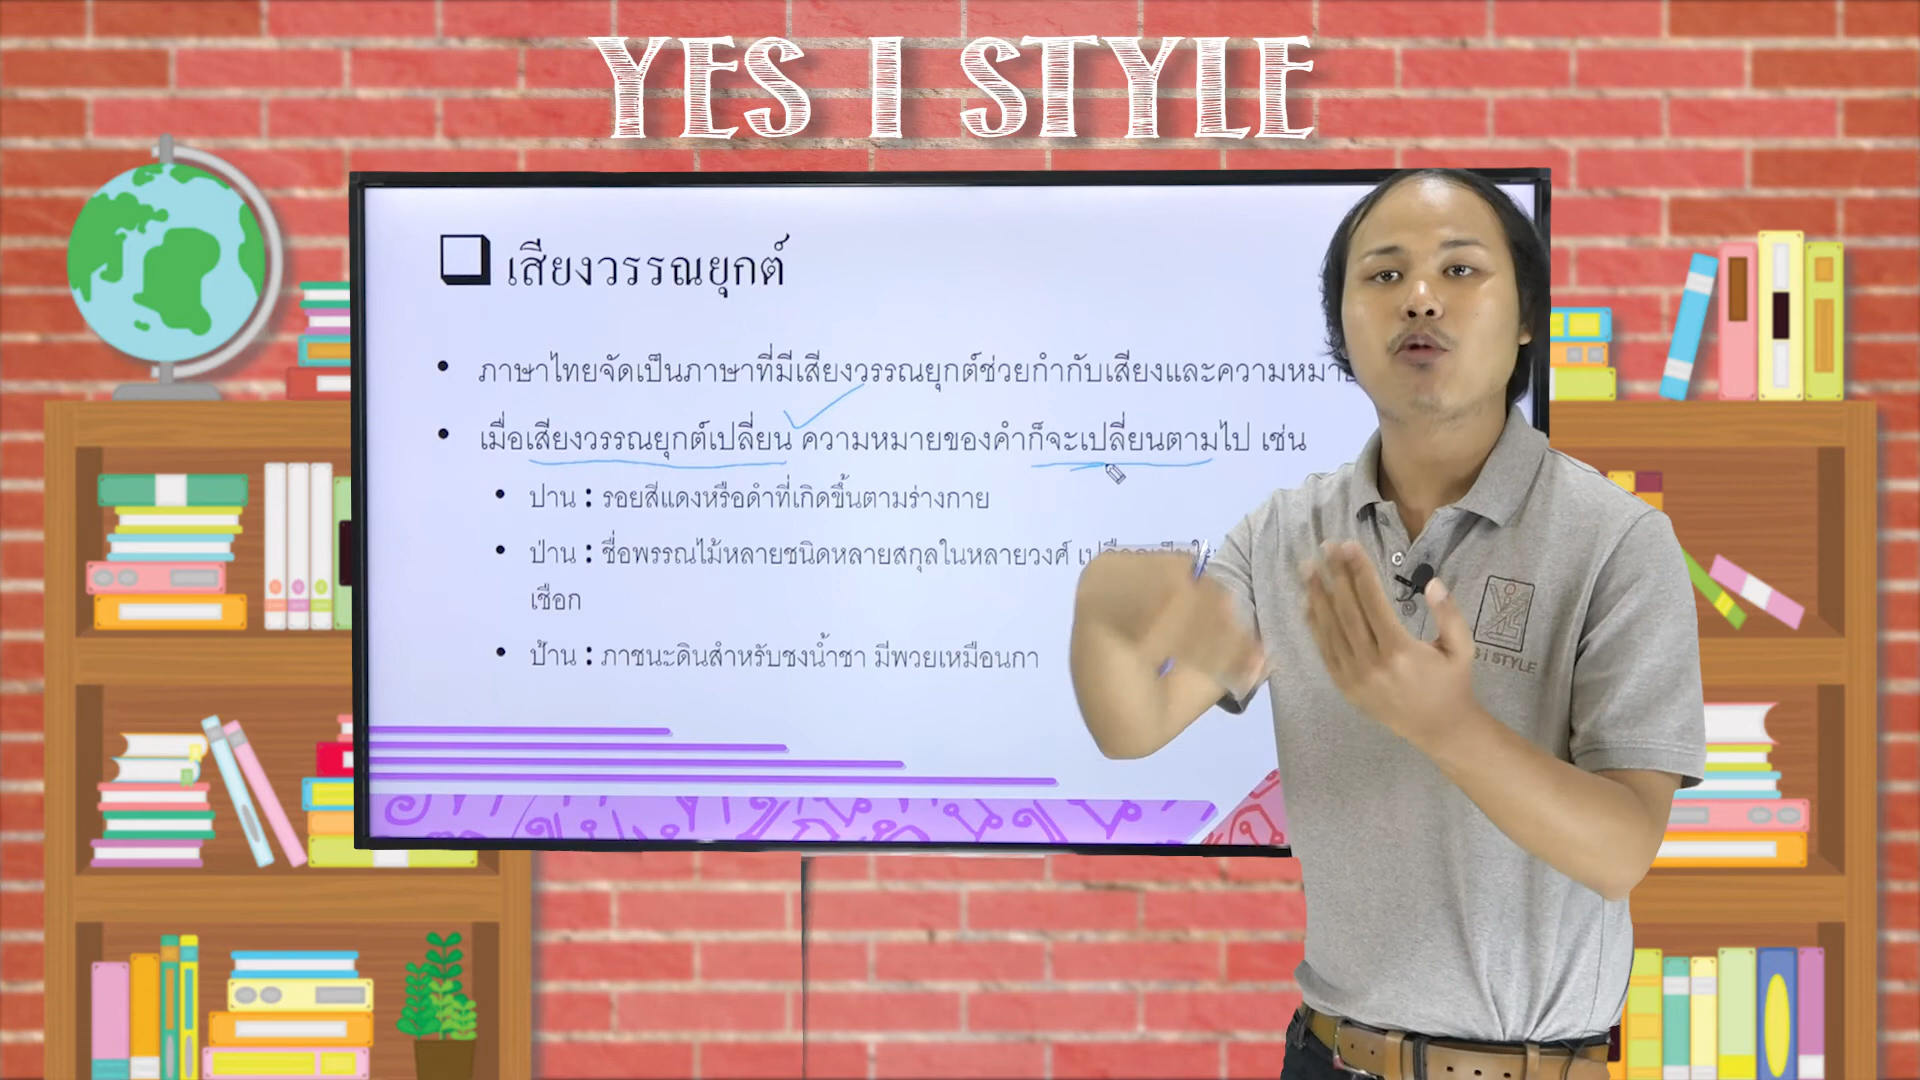 YES I STYLE
เสียงวรรณยุกต์
• ภาษาไทยจัดเป็นภาษาที่มีเสียงวรรณยุกต์ช่วยกำกับเสียงและความหมาย
• เมื่อเสียงวรรณยุกต์เปลี่ยน ความหมายของคำก็จะเปลี่ยนตามไป เช่น
• ปาน : รอยสีแดงหรือดำที่เกิดขึ้นตามร่างกาย
• ป่าน : ชื่อพรรณไม้หลายชนิดหลายสกุลในหลายวงศ์
เชือก
• ป้าน : ภาชนะดินสำหรับชงน้ำชา มีพวยเหมือนกา
STYLE